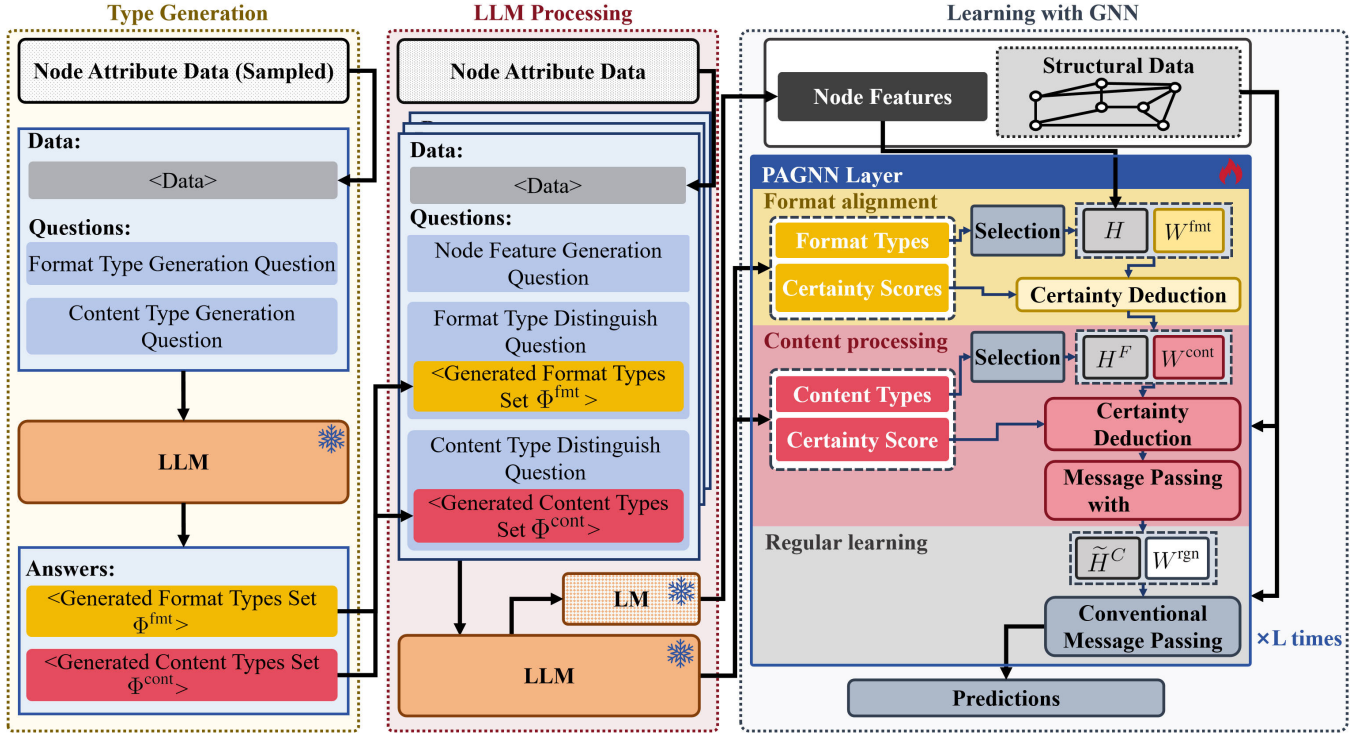 Type Generation
Node Attribute Data (Sampled)
Data:
<Data>
Questions:
Format Type Generation Question
Content Type Generation
Question
LLM
Answers:
<Generated Format Types Set
Φ^fmt>
<Generated Content Types Set
Φ^cont>
LLM Processing
Node Attribute Data
Data:
<Data>
Questions:
Node Feature Generation
Question
Format Type Distinguish
Question
<Generated Format Types
Set Φ^fmt>
Content Type Distinguish
Question
<Generated Content Types
Set Φ^cont>
LM
LLM
Learning with GNN
Node Features
Structural Data
PAGNN Layer
Format alignment
Format Types
Certainty Scores
Selection
H
W^fmt
Certainty Deduction
Content processing
Content Types
Certainty Score
Selection
H^F
W^cont
Certainty
Deduction
Message Passing
with
Regular learning
H̃^C
W^rgn
Conventional
Message Passing
×L times
Predictions